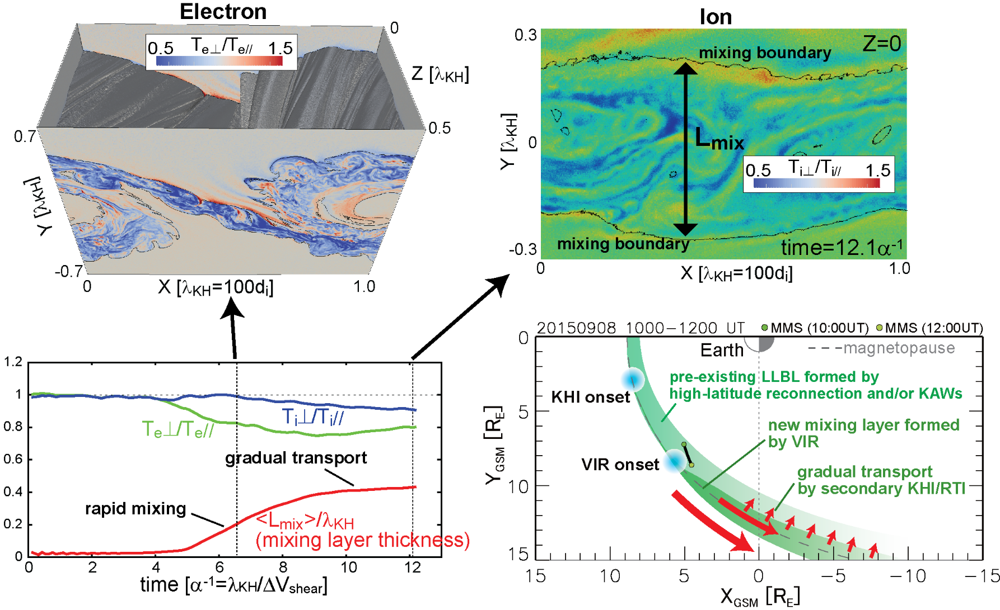 Electron
0.5 Te⊥/Te// 1.5
0
Z [λKH]
0.5
0.7
Y [λKH]
-0.7
0
X [λKH=100di]
1.0
Ion
0.3
Z=0
mixing boundary
Y [λKH]
0
Lmix
0.5 Ti⊥/Ti// 1.5
mixing boundary
time=12.1α-1
-0.3
0
X [λKH=100di]
1.0
1.2
1
0.8
0.6
0.4
0.2
0
Ti⊥/Ti//
Te⊥/Te//
gradual transport
rapid mixing
<Lmix>/λKH
(mixing layer thickness)
0 2 4 6 8 10 12
time [α-1=λKH/ΔVshear]
20150908 1000-1200 UT MMS (10:00UT) MMS (12:00UT)
0
Earth
magnetopause
pre-existing LLBL formed by
high-latitude reconnection and/or KAWs
KHI onset
5
YGSM [RE]
new mixing layer formed
by VIR
VIR onset
gradual transport
by secondary KHI/RTI
10
15
15 10 5 0 -5 -10 -15
XGSM [RE]